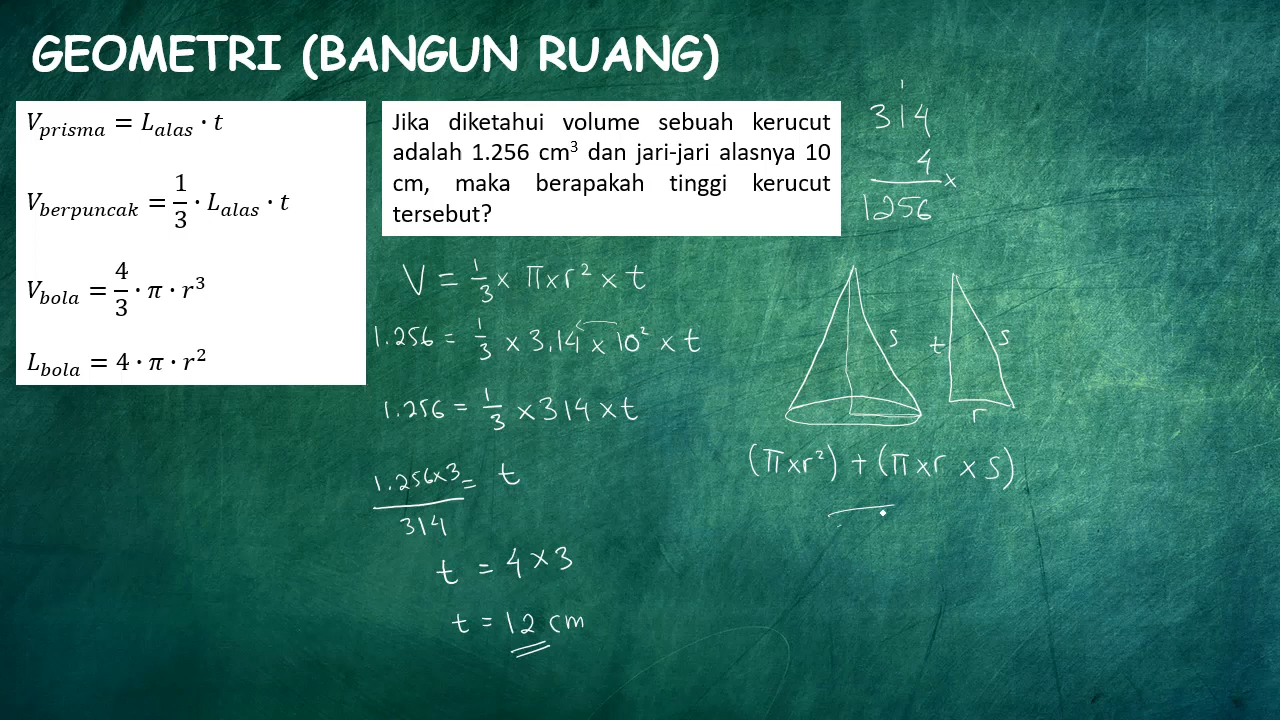 GEOMETRI (BANGUN RUANG)
V_prisma = L_alas · t
V_berpuncak = 1/3 · L_alas · t
V_bola = 4/3 · π · r³
L_bola = 4 · π · r²
Jika diketahui volume sebuah kerucut
adalah 1.256 cm³ dan jari-jari alasnya 10
cm, maka berapakah tinggi kerucut
tersebut?
V = 1/3 × π × r² × t
1.256 = 1/3 × 3,14 × 10² × t
1.256 = 1/3 × 314 × t
1.256 × 3 / 314 = t
t = 4 × 3
t = 12 cm
1
314
4 ×
1256
s
t s
r
(π × r²) + (π × r × s)